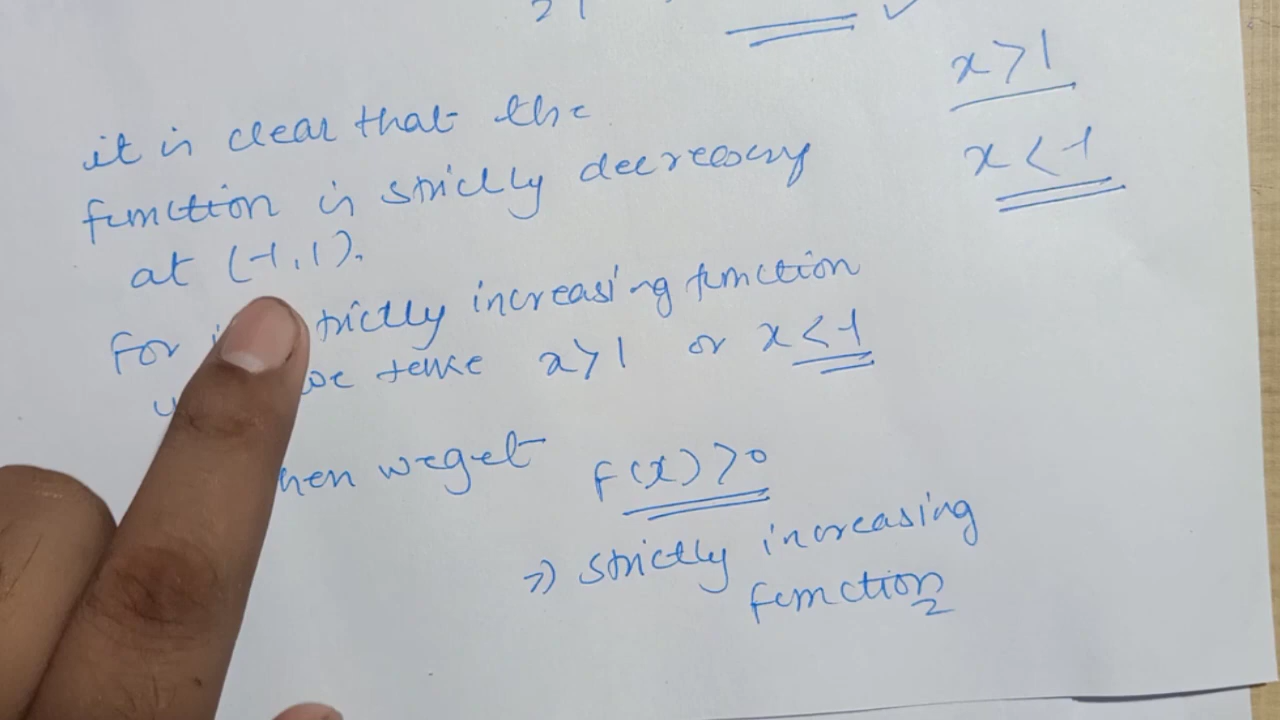 x>1
x<-1
it is clear that the
function is strictly decreasing
at (-1,1).
For strictly increasing function
we take x>1 or x<-1
then we get f(x)>0
=) strictly increasing
function